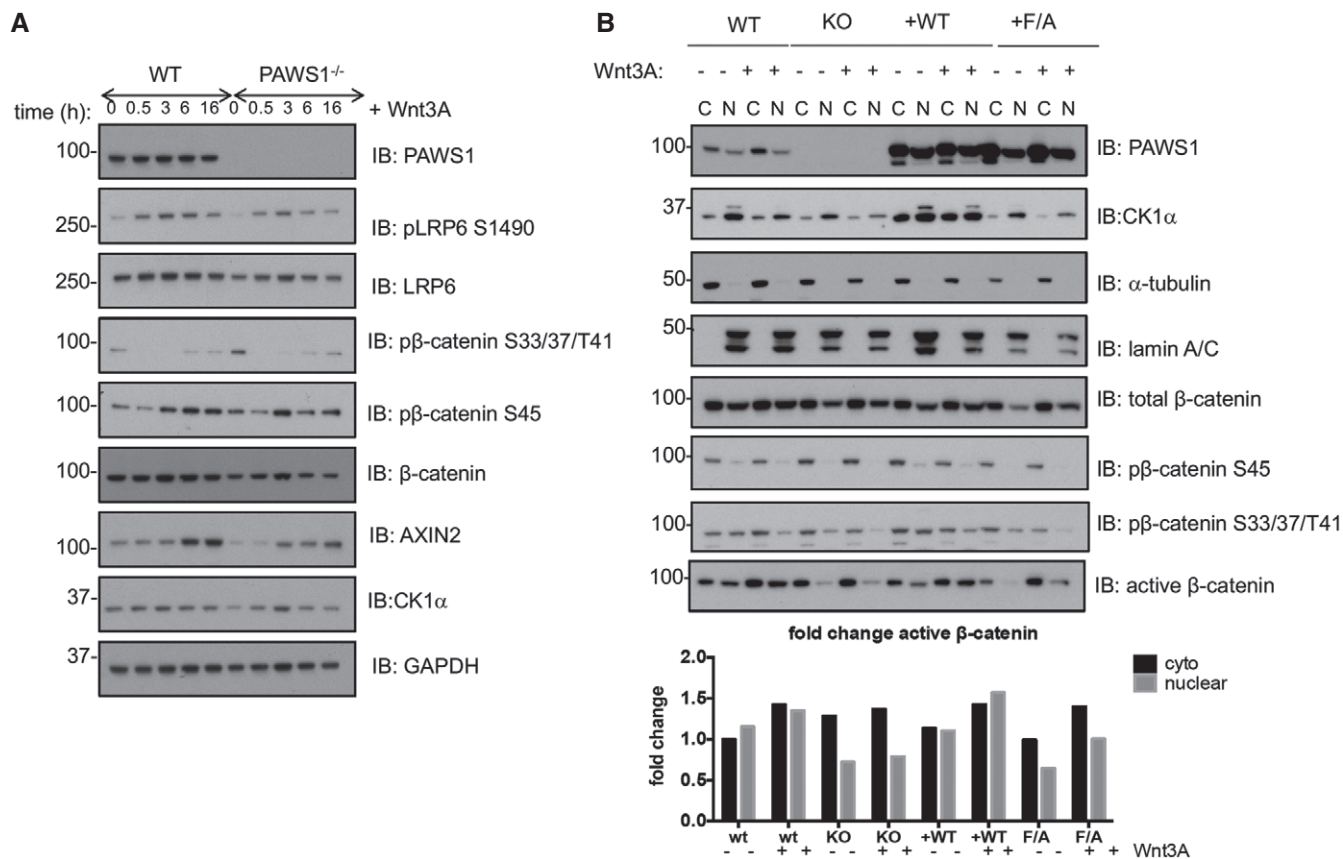 A
WT PAWS1-/-
time (h): 0 0.5 3 6 16 0 0.5 3 6 16 + Wnt3A
100- IB: PAWS1
250- IB: pLRP6 S1490
250- IB: LRP6
100- IB: pβ-catenin S33/37/T41
100- IB: pβ-catenin S45
100- IB: β-catenin
100- IB: AXIN2
37- IB:CK1α
37- IB: GAPDH
B
WT KO +WT +F/A
Wnt3A: - - + + - - + + - - + + - - + +
C N C N C N C N C N C N C N C N
100- IB: PAWS1
37- IB:CK1α
50- IB: α-tubulin
50- IB: lamin A/C
100- IB: total β-catenin
100- IB: pβ-catenin S45
100- IB: pβ-catenin S33/37/T41
100- IB: active β-catenin
fold change active β-catenin
2.0
1.5
1.0
0.5
0.0
fold change
cyto
nuclear
wt wt KO KO +WT +WT F/A F/A
- - + + - - + + - - + + - - + + Wnt3A